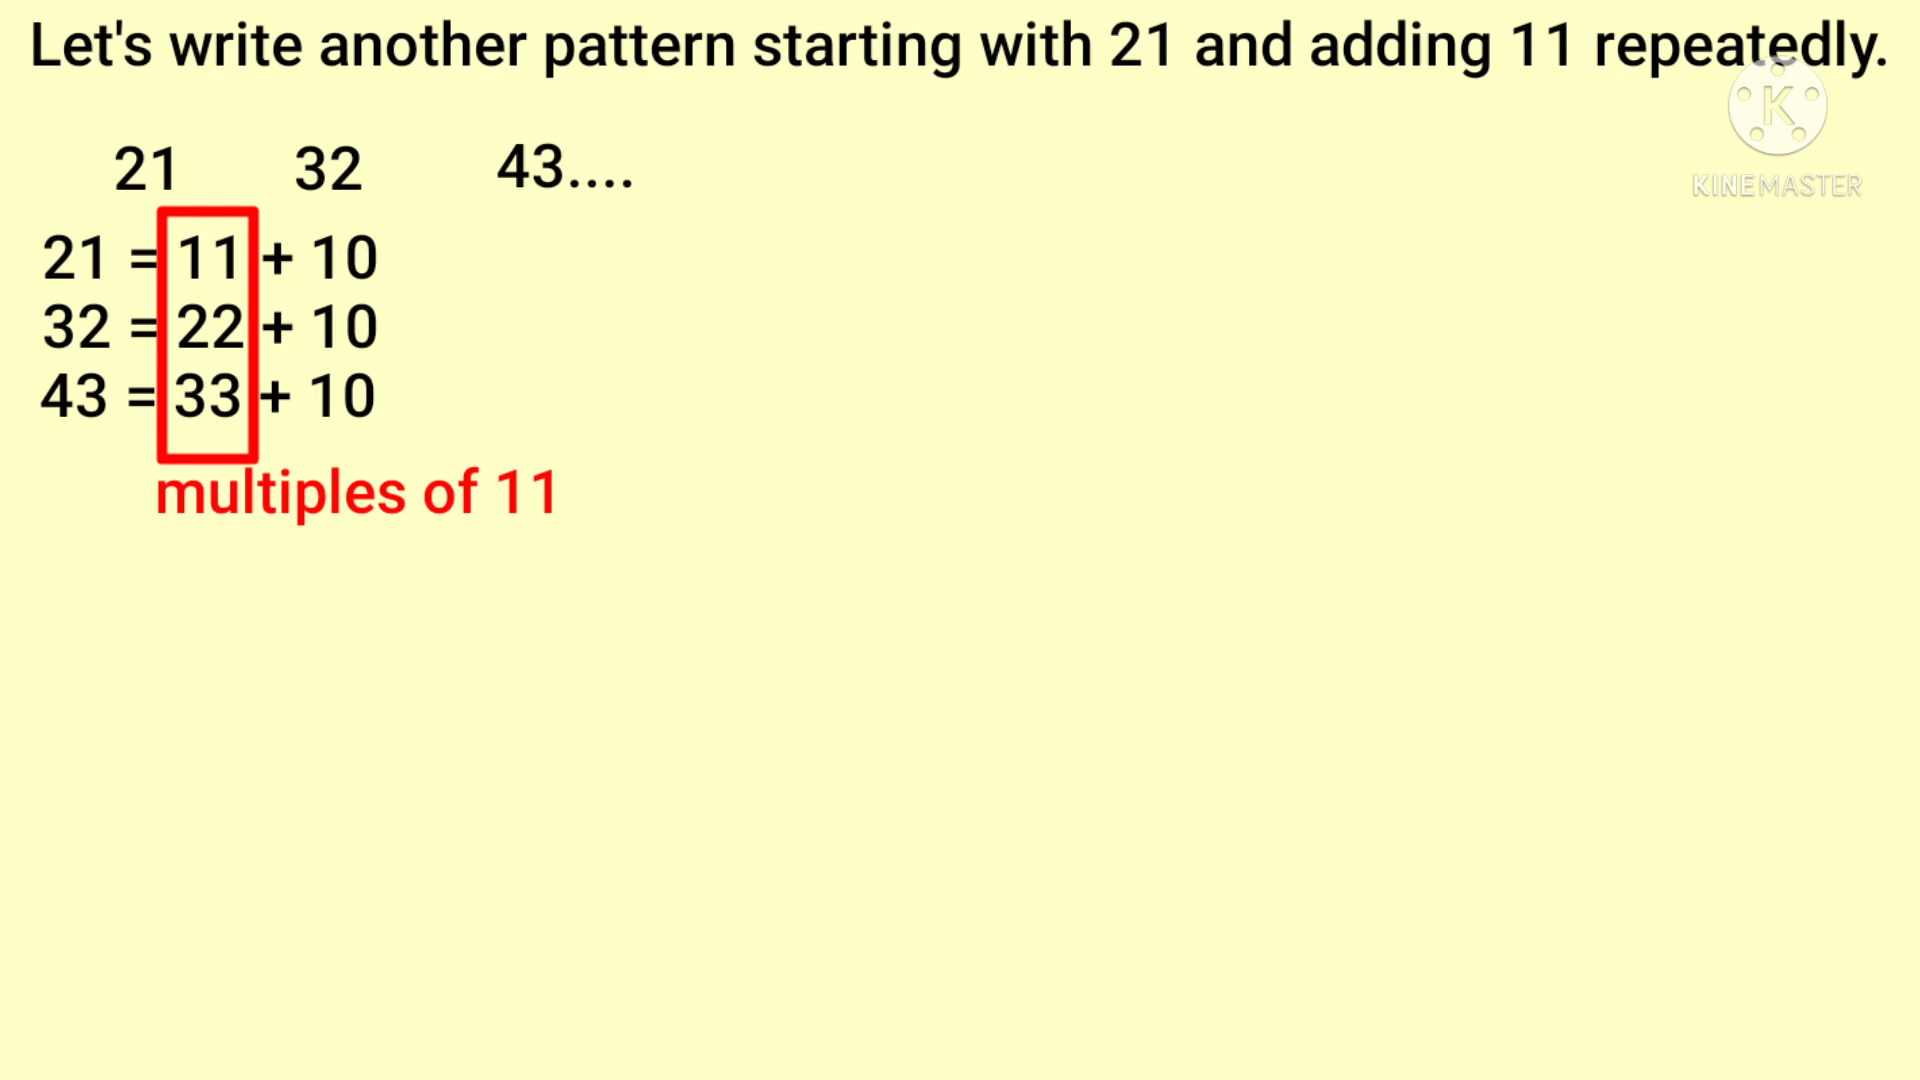 Let's write another pattern starting with 21 and adding 11 repeatedly.
K
KINEMASTER
21 32 43....
21 = 11 + 10
32 = 22 + 10
43 = 33 + 10
multiples of 11